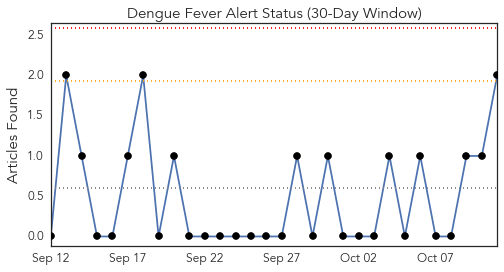 Dengue Fever Alert Status (30-Day Window)
Articles Found
2.5
2.0
1.5
1.0
0.5
0.0
Sep 12 Sep 17 Sep 22 Sep 27 Oct 02 Oct 07